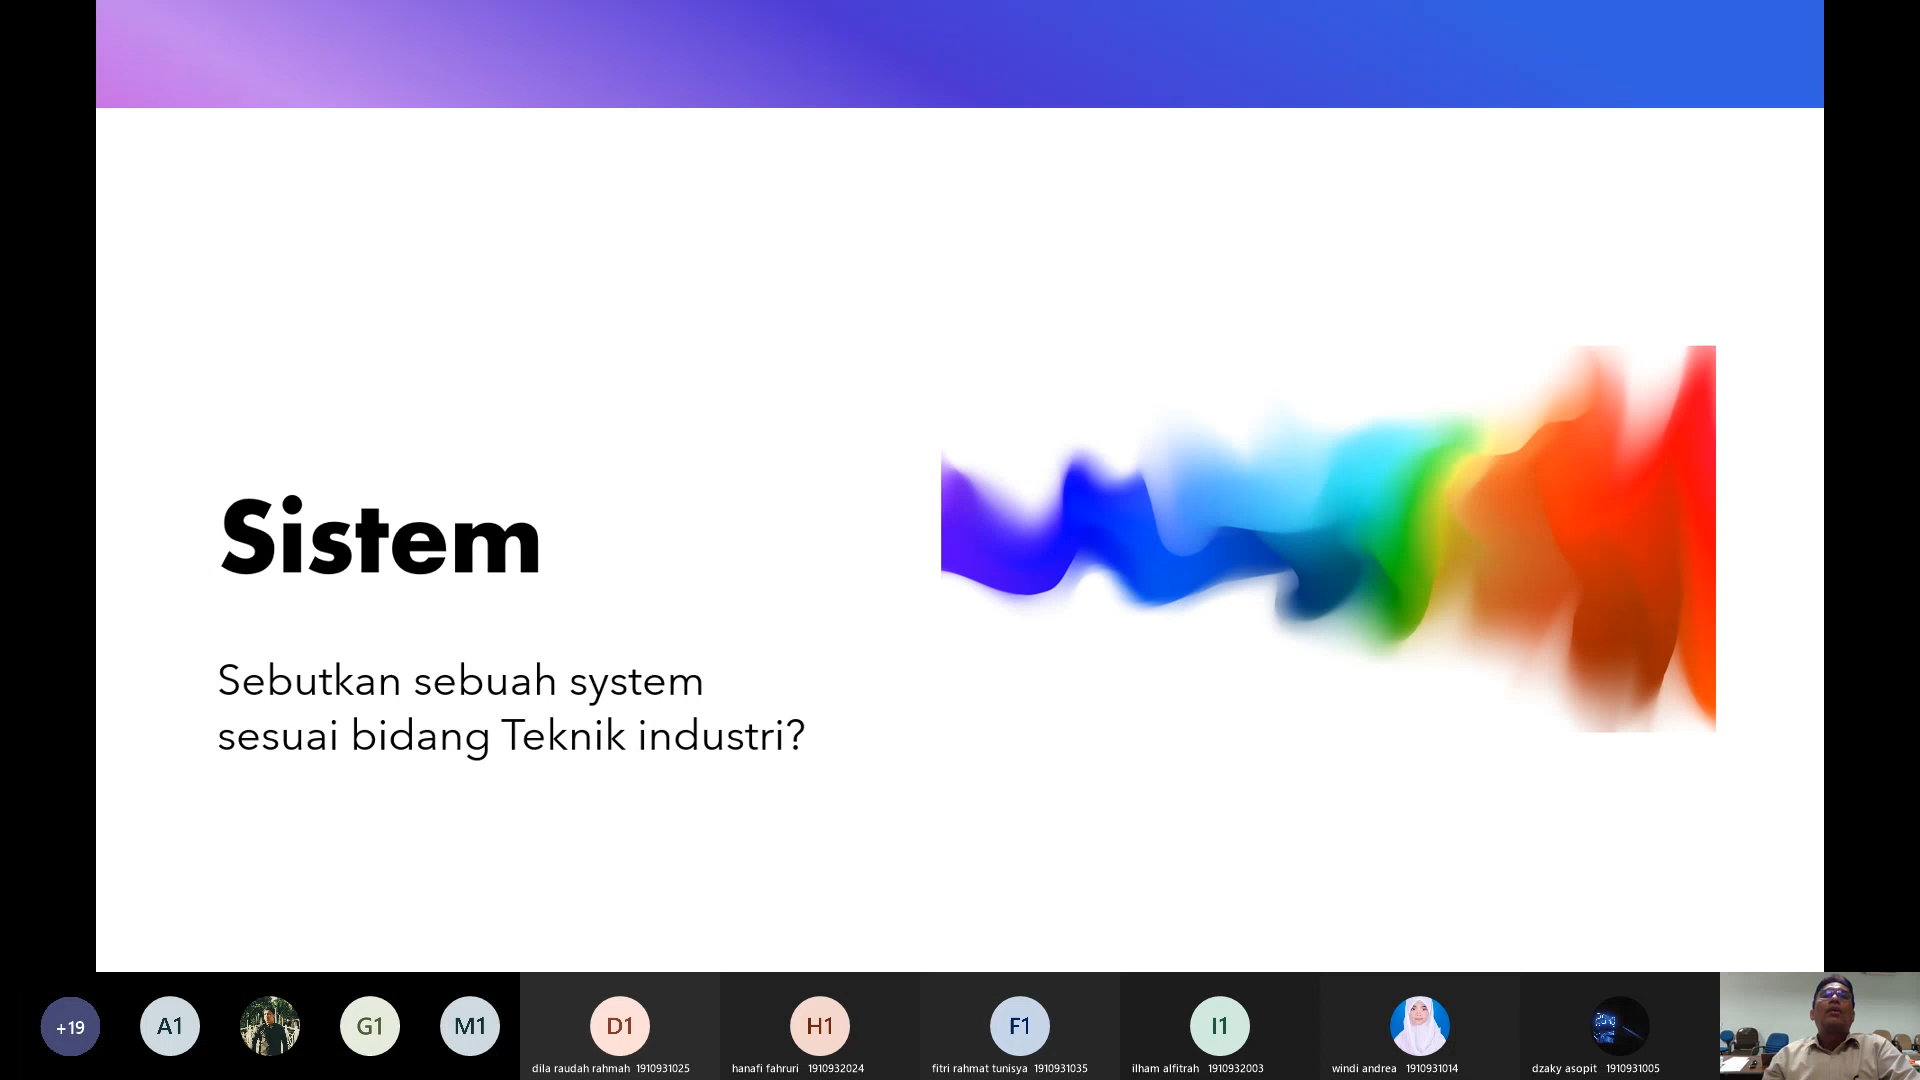 Sistem
Sebutkan sebuah system
sesuai bidang Teknik industri?
+19
A1
G1
M1
D1
H1
F1
I1
dila raudah rahmah 1910931025
hanafi fahruri 1910932024
fitri rahmat tunisya 1910931035
ilham alfitrah 1910932003
windi andrea 1910931014
dzaky asopit 1910931005